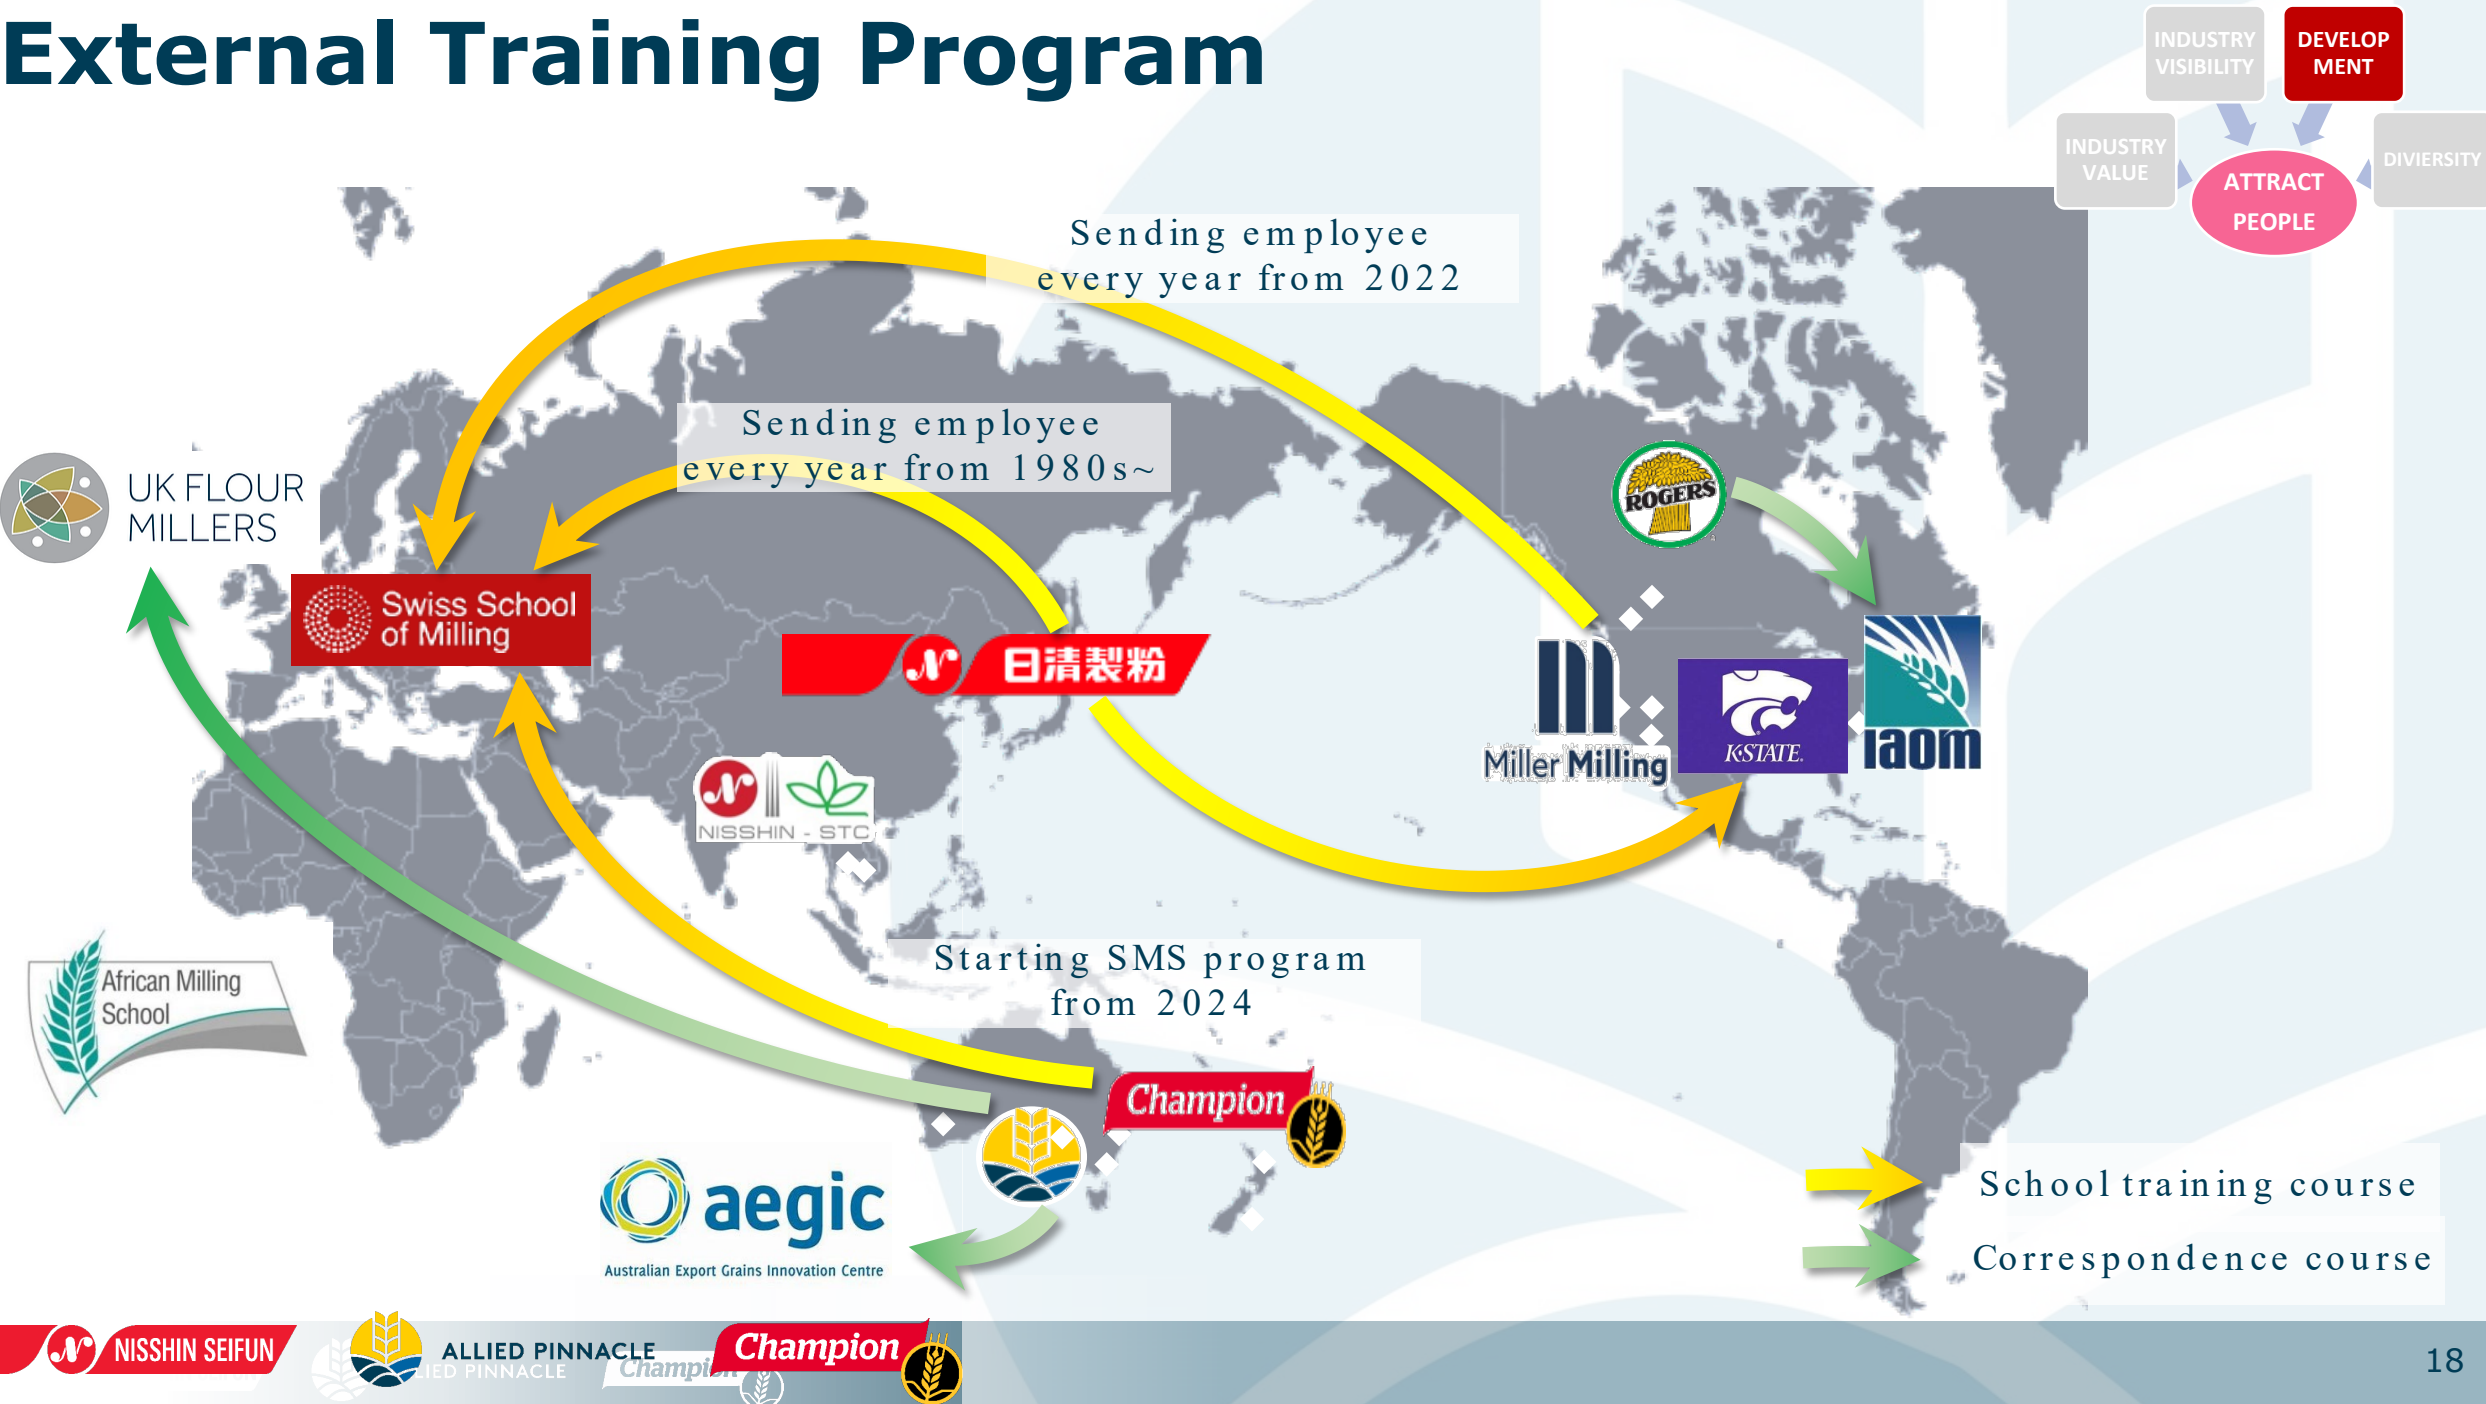 External Training Program
INDUSTRY
VISIBILITY
DEVELOP
MENT
INDUSTRY
VALUE
DIVIERSITY
ATTRACT
PEOPLE
Sending employee
every year from 2022
Sending employee
every year from 1980s~
UK FLOUR
MILLERS
Swiss School
of Milling
日清製粉
ROGERS
Miller Milling
K-STATE
iaom
NISSHIN - STC
Starting SMS program
from 2024
African Milling
School
Champion
aegic
Australian Export Grains Innovation Centre
School training course
Correspondence course
NISSHIN SEIFUN
ALLIED PINNACLE
LIED PINNACLE
Champion
Champi
18